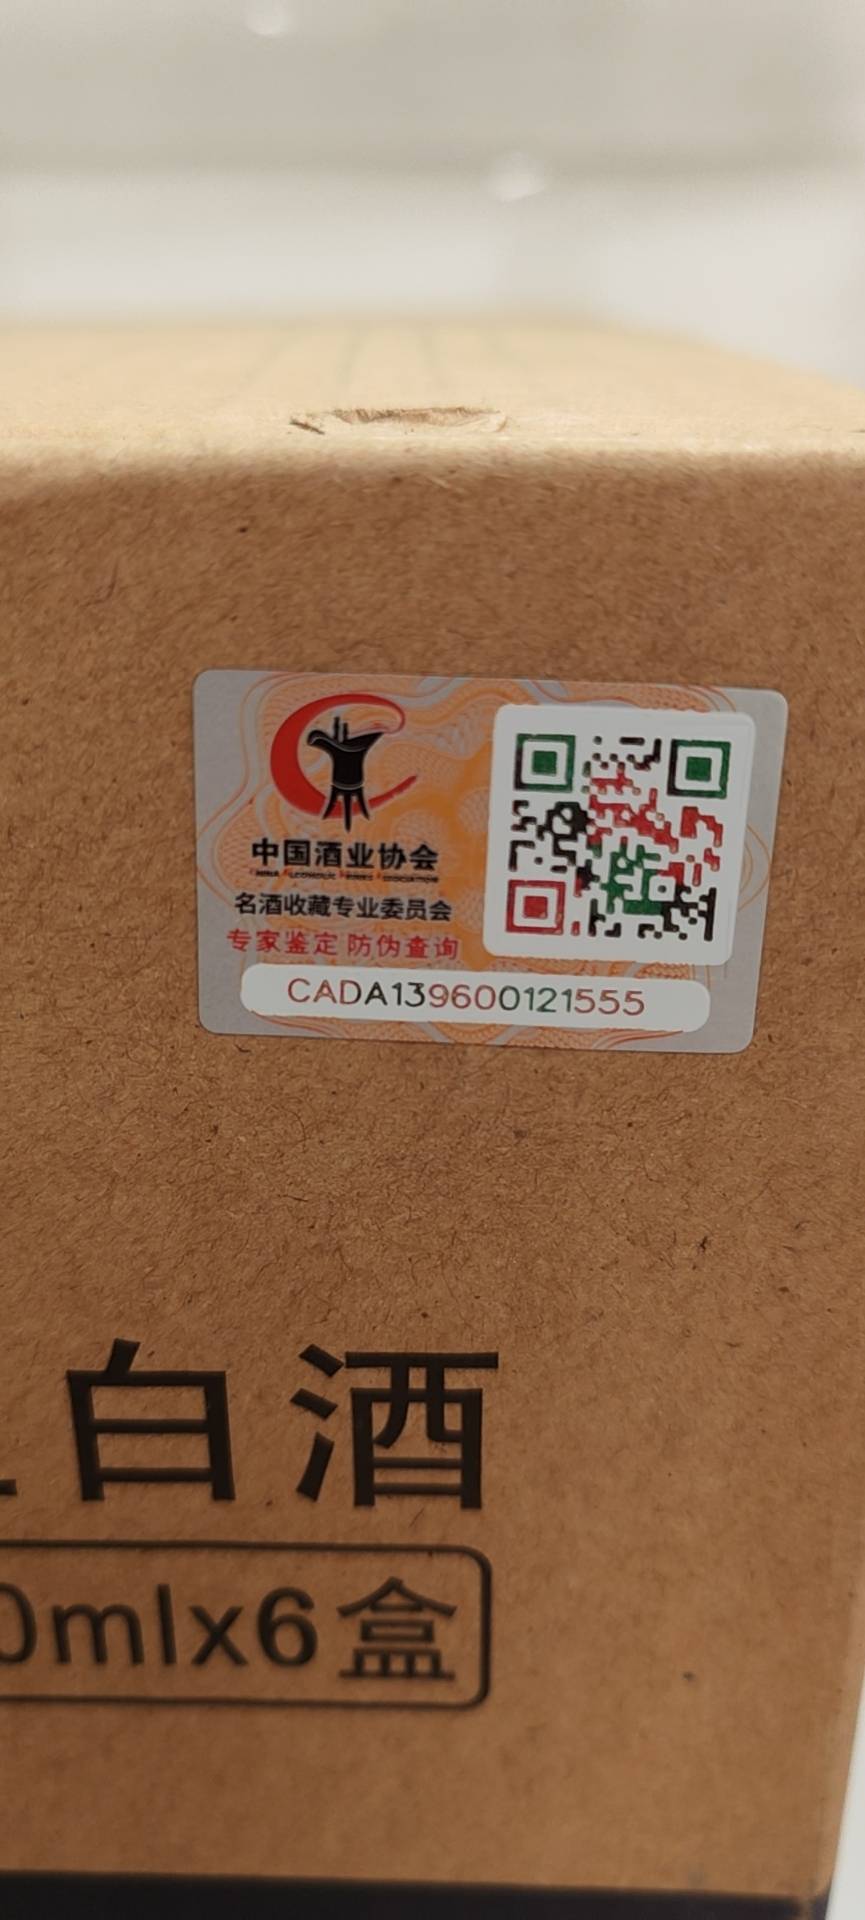 中国酒业协会
名酒收藏专业委员会
专家鉴定 防伪查询
CADA139600121555
白酒
0mlx6盒